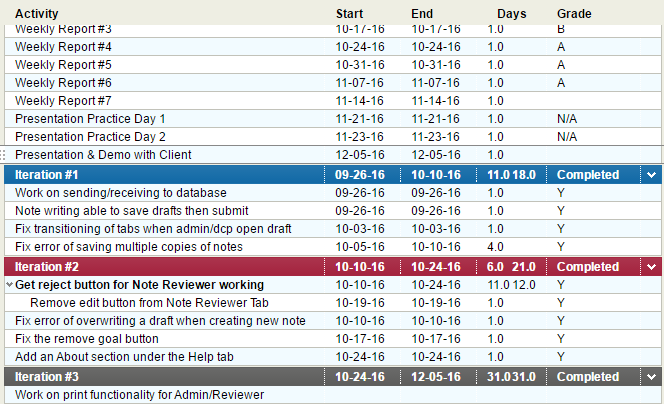 Activity Start End Days Grade
Weekly Report #3 10-17-16 10-17-16 1.0 B
Weekly Report #4 10-24-16 10-24-16 1.0 A
Weekly Report #5 10-31-16 10-31-16 1.0 A
Weekly Report #6 11-07-16 11-07-16 1.0 A
Weekly Report #7 11-14-16 11-14-16 1.0
Presentation Practice Day 1 11-21-16 11-21-16 1.0 N/A
Presentation Practice Day 2 11-23-16 11-23-16 1.0 N/A
Presentation & Demo with Client 12-05-16 12-05-16 1.0
Iteration #1 09-26-16 10-10-16 11.0 18.0 Completed
Work on sending/receiving to database 09-26-16 09-26-16 1.0 Y
Note writing able to save drafts then submit 09-26-16 09-26-16 1.0 Y
Fix transitioning of tabs when admin/dcp open draft 10-03-16 10-03-16 1.0 Y
Fix error of saving multiple copies of notes 10-05-16 10-10-16 4.0 Y
Iteration #2 10-10-16 10-24-16 6.0 21.0 Completed
Get reject button for Note Reviewer working 10-10-16 10-24-16 11.0 12.0 Y
Remove edit button from Note Reviewer Tab 10-19-16 10-19-16 1.0 Y
Fix error of overwriting a draft when creating new note 10-10-16 10-10-16 1.0 Y
Fix the remove goal button 10-17-16 10-17-16 1.0 Y
Add an About section under the Help tab 10-24-16 10-24-16 1.0 Y
Iteration #3 10-24-16 12-05-16 31.0 31.0 Completed
Work on print functionality for Admin/Reviewer